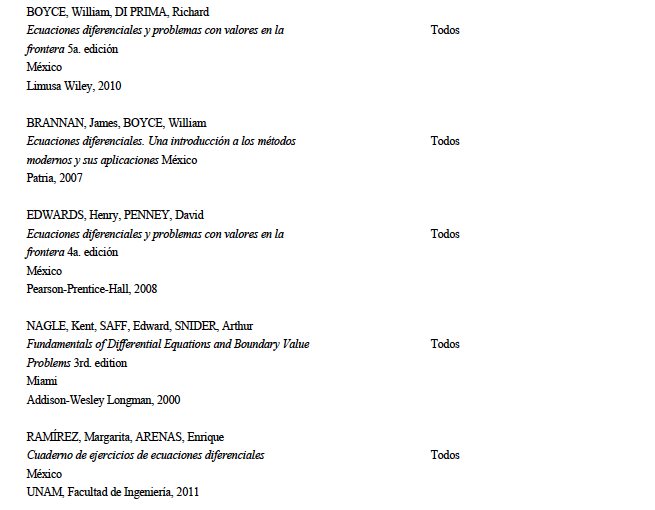 BOYCE, William, DI PRIMA, Richard
Ecuaciones diferenciales y problemas con valores en la Todos
frontera 5a. edición
México
Limusa Wiley, 2010
BRANNAN, James, BOYCE, William
Ecuaciones diferenciales. Una introducción a los métodos Todos
modernos y sus aplicaciones México
Patria, 2007
EDWARDS, Henry, PENNEY, David
Ecuaciones diferenciales y problemas con valores en la Todos
frontera 4a. edición
México
Pearson-Prentice-Hall, 2008
NAGLE, Kent, SAFF, Edward, SNIDER, Arthur
Fundamentals of Differential Equations and Boundary Value Todos
Problems 3rd. edition
Miami
Addison-Wesley Longman, 2000
RAMÍREZ, Margarita, ARENAS, Enrique
Cuaderno de ejercicios de ecuaciones diferenciales Todos
México
UNAM, Facultad de Ingeniería, 2011